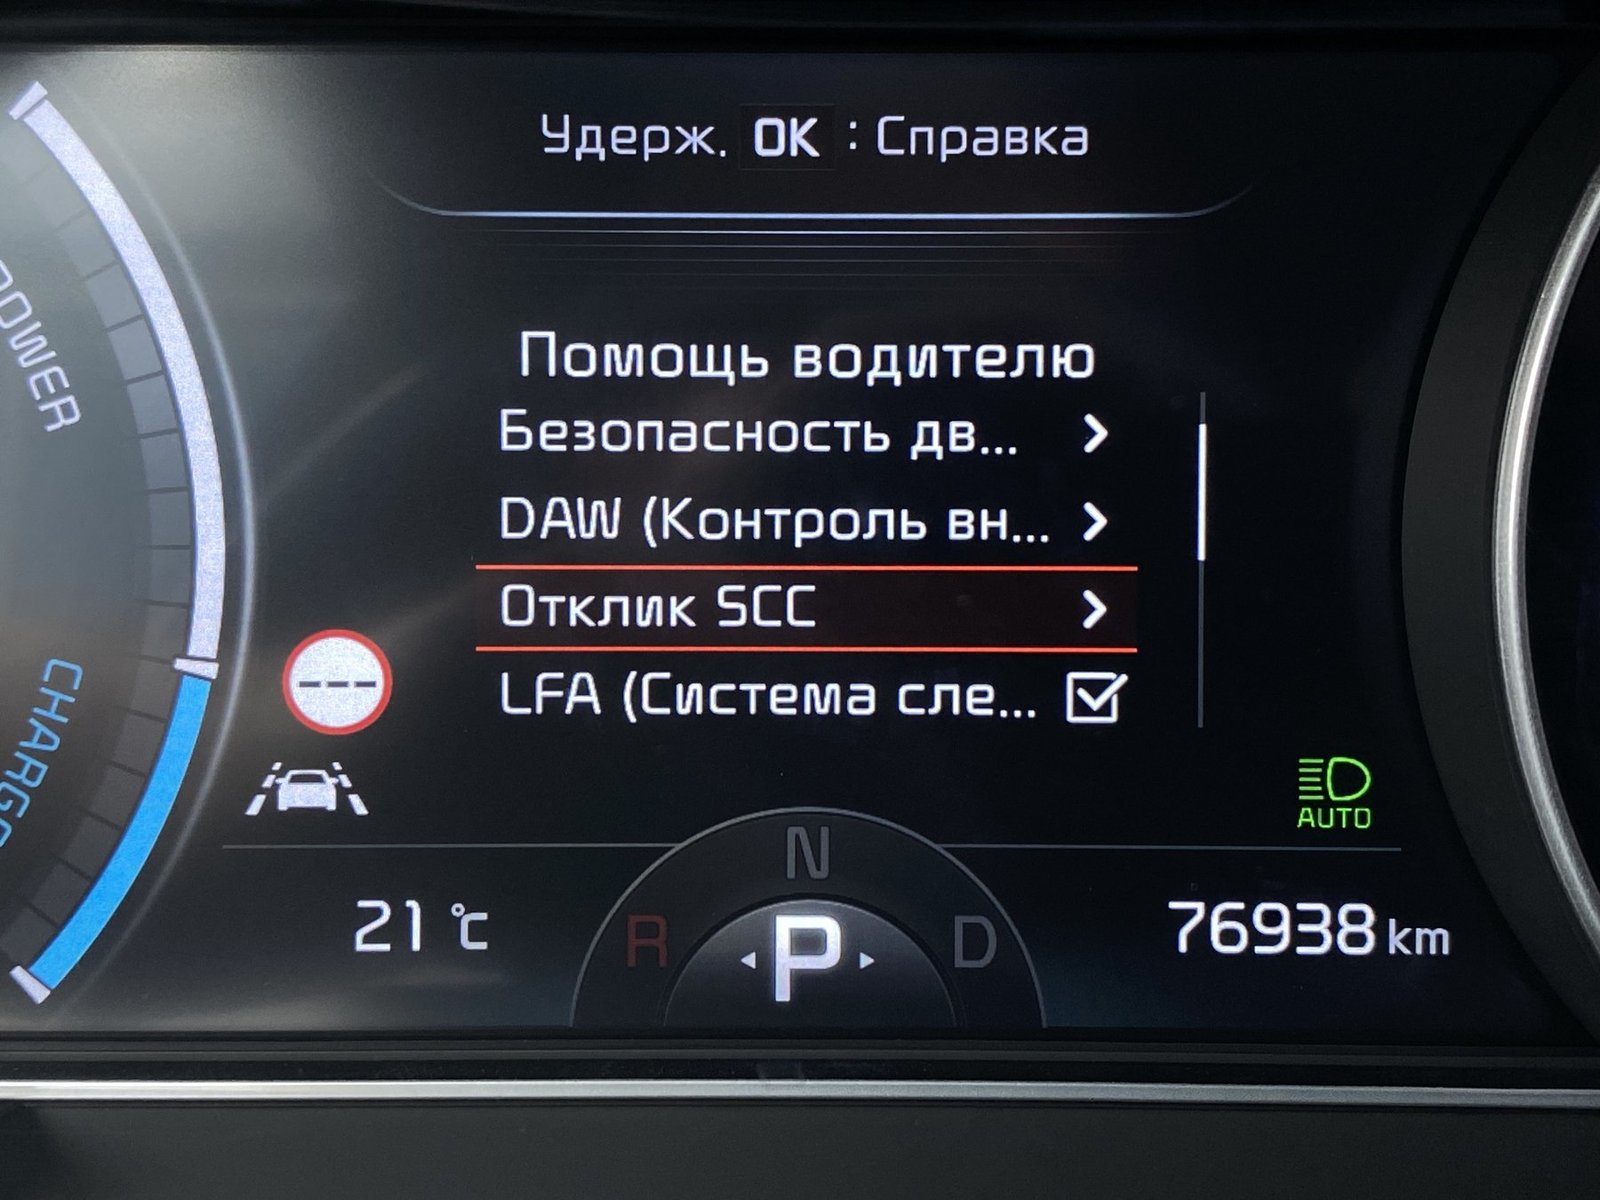 Удерж. OK : Справка
POWER
Помощь водителю
Безопасность дв...
DAW (Контроль вн...
Отклик SCC
LFA (Система сле...
---
AUTO
N
R
P
D
21 °C
76938 km